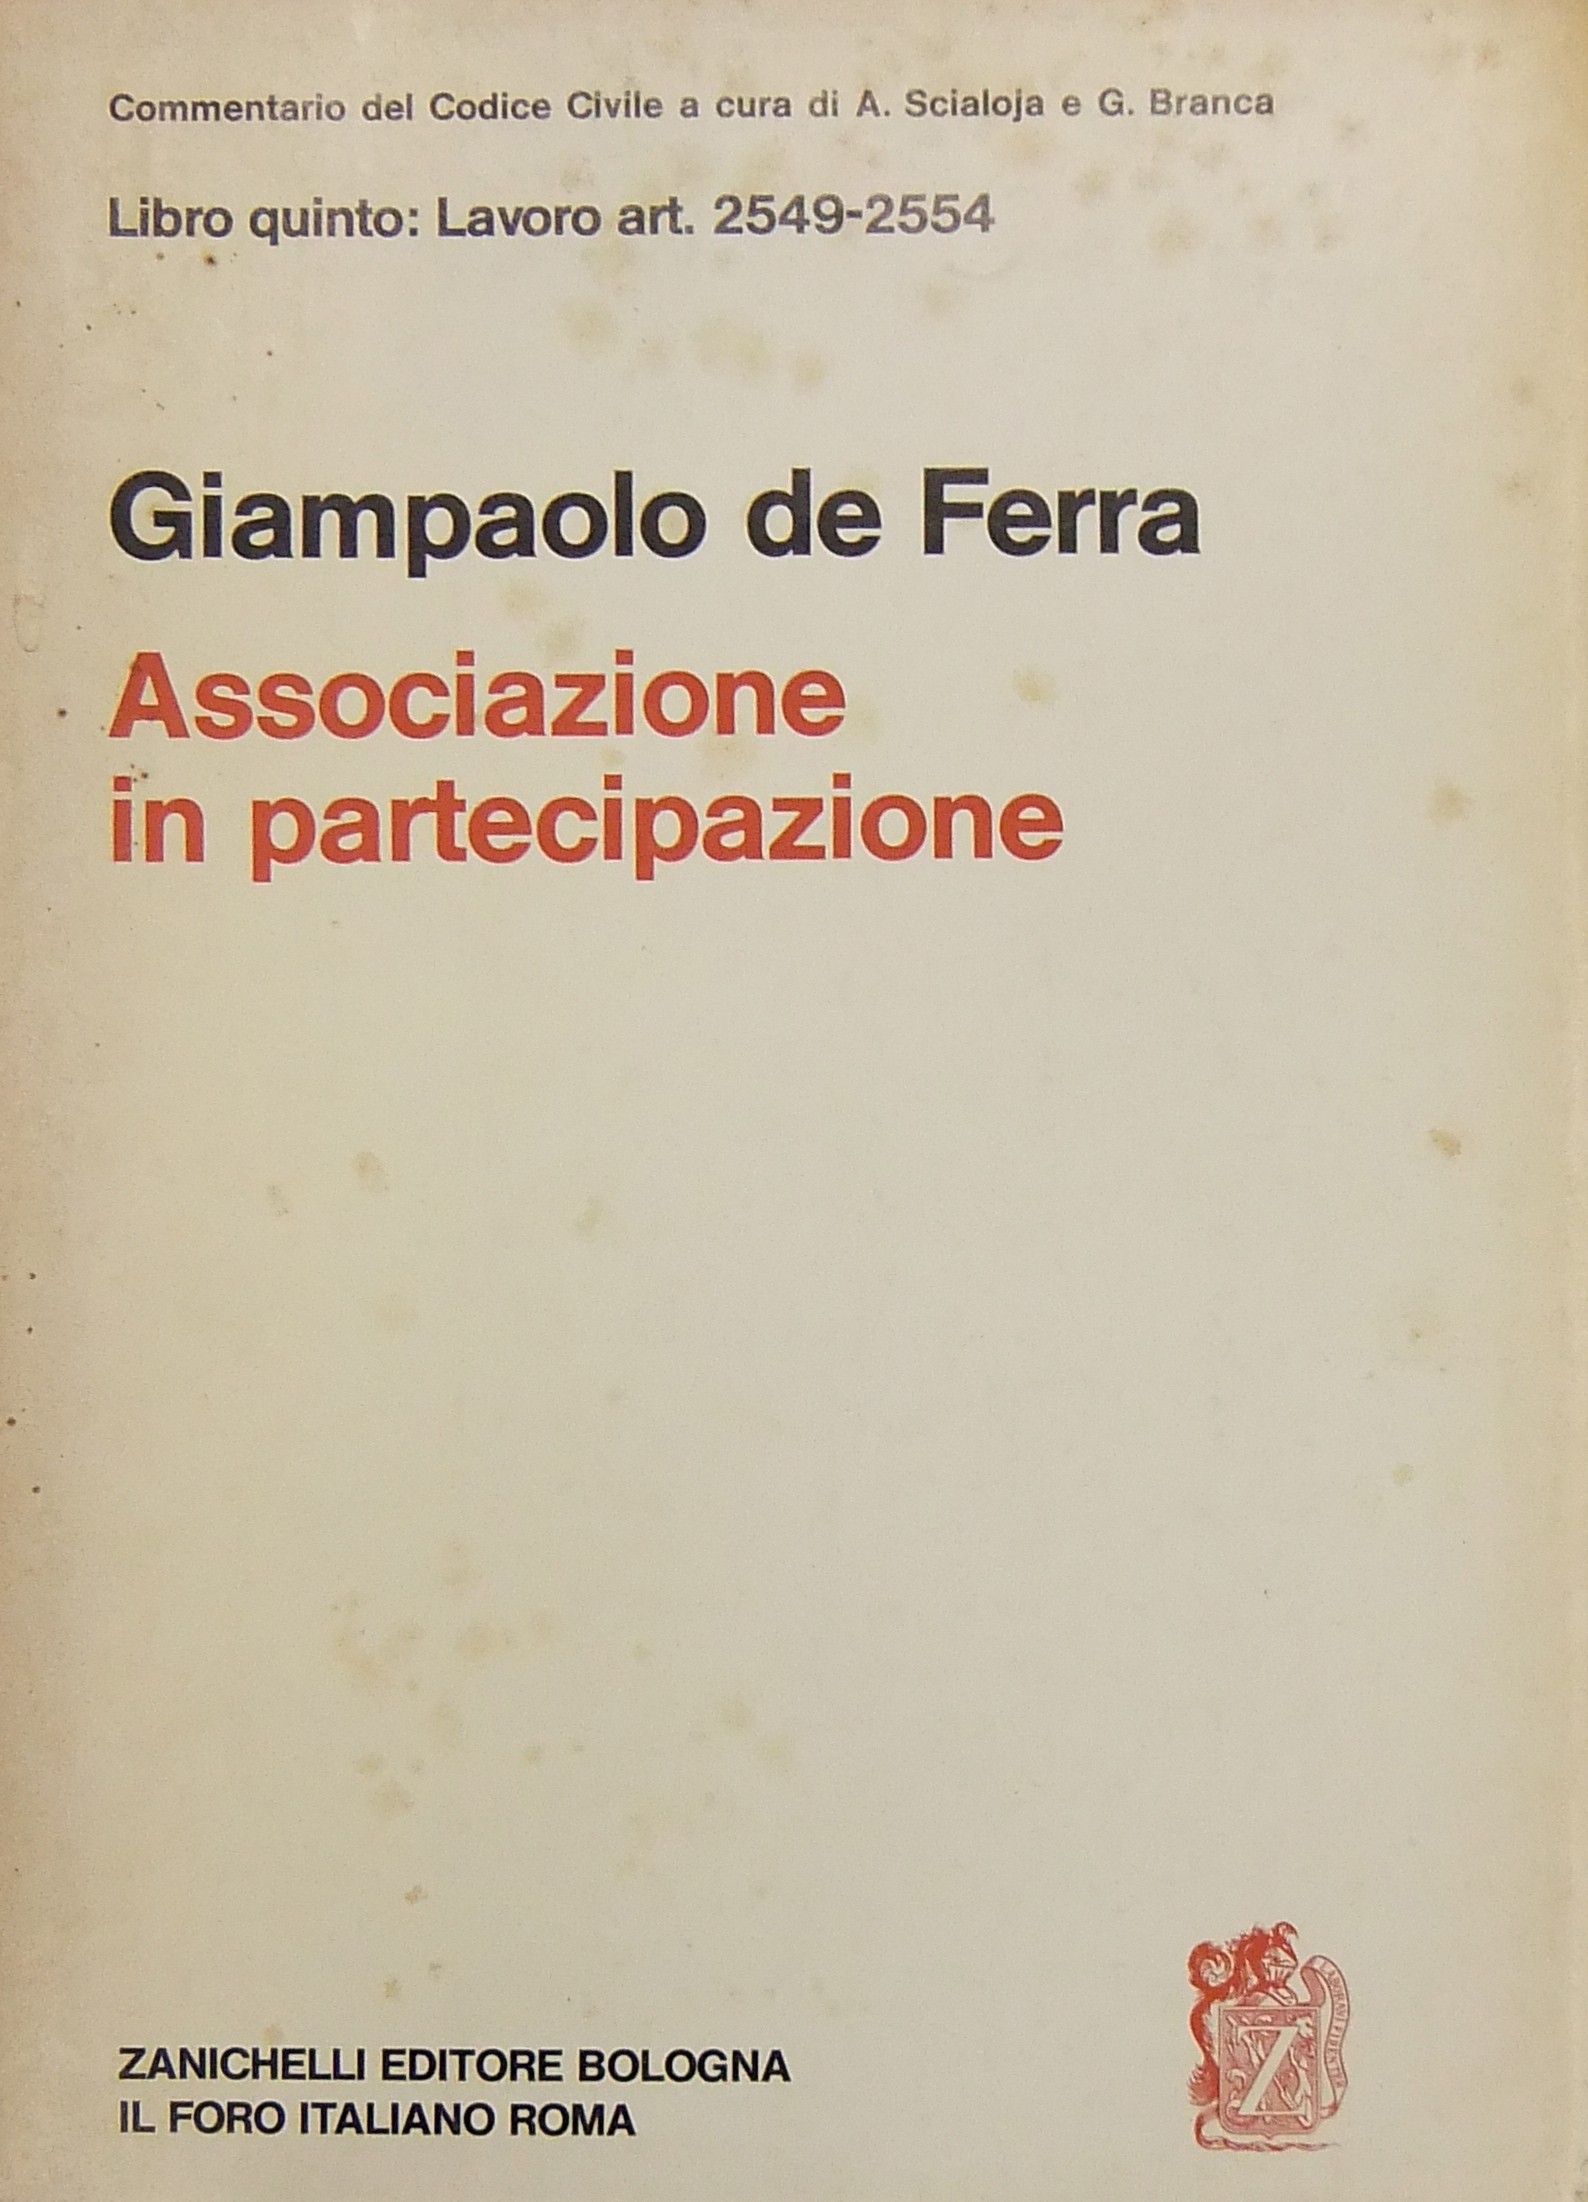 Commentario del Codice Civile a cura di A. Scialoja e G. Branca
Libro quinto: Lavoro art. 2549-2554
Giampaolo de Ferra
Associazione
in partecipazione
ZANICHELLI EDITORE BOLOGNA
IL FORO ITALIANO ROMA
Z